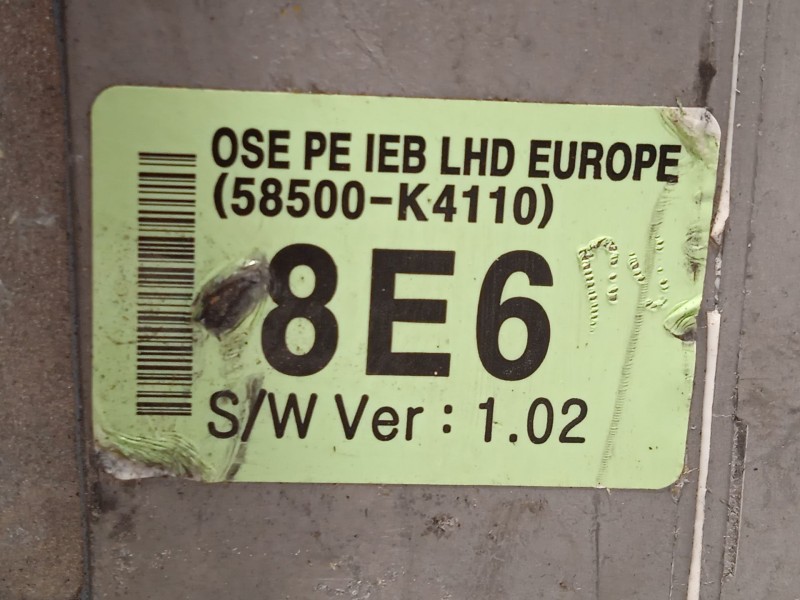 OSE PE IEB LHD EUROPE
(58500-K4110)
8E6
S/W Ver : 1.02